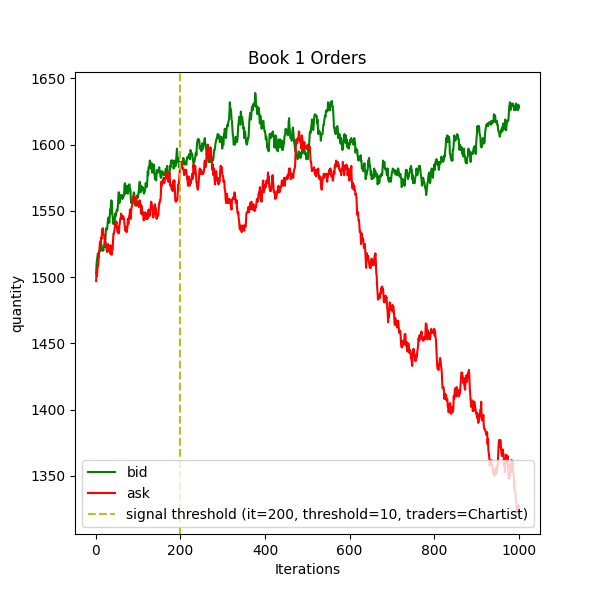 Book 1 Orders
quantity
1650
1600
1550
1500
1450
1400
1350
bid
ask
signal threshold (it=200, threshold=10, traders=Chartist)
0 200 400 600 800 1000
Iterations